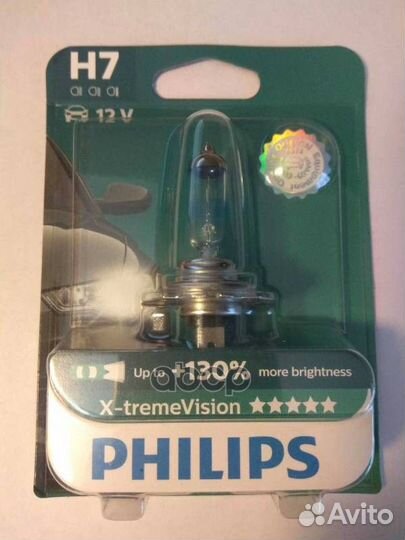 H7
12 V
Up to +130% more brightness
X-tremeVision
PHILIPS
Avito